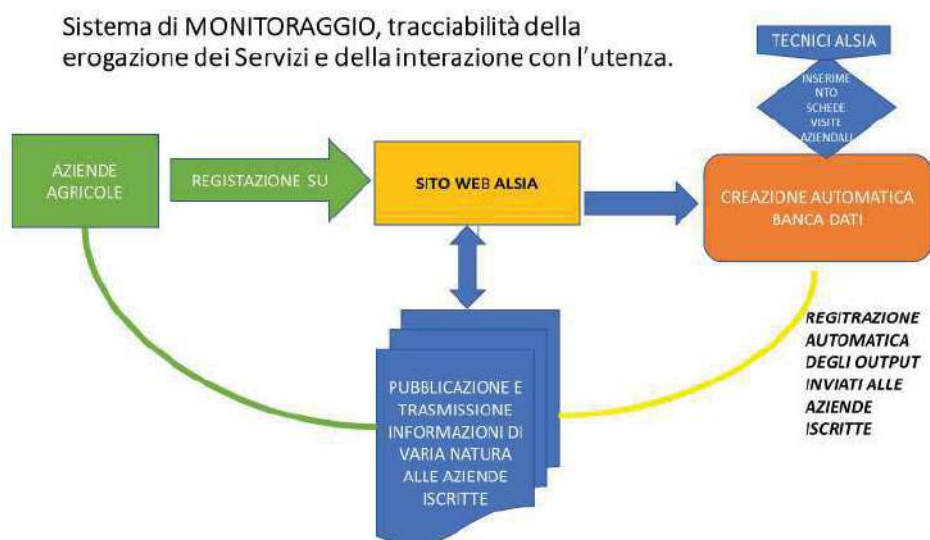 Sistema di MONITORAGGIO, tracciabilità della
erogazione dei Servizi e della interazione con l'utenza.
TECNICI ALSIA
INSERIME
NTO
SCHEDE
VISITE
AZIENDALI
AZIENDE
AGRICOLE
REGISTAZIONE SU
SITO WEB ALSIA
CREAZIONE AUTOMATICA
BANCA DATI
REGITRAZIONE
AUTOMATICA
DEGLI OUTPUT
INVIATI ALLE
AZIENDE
ISCRITTE
PUBBLICAZIONE E
TRASMISSIONE
INFORMAZIONI DI
VARIA NATURA
ALLE AZIENDE
ISCRITTE